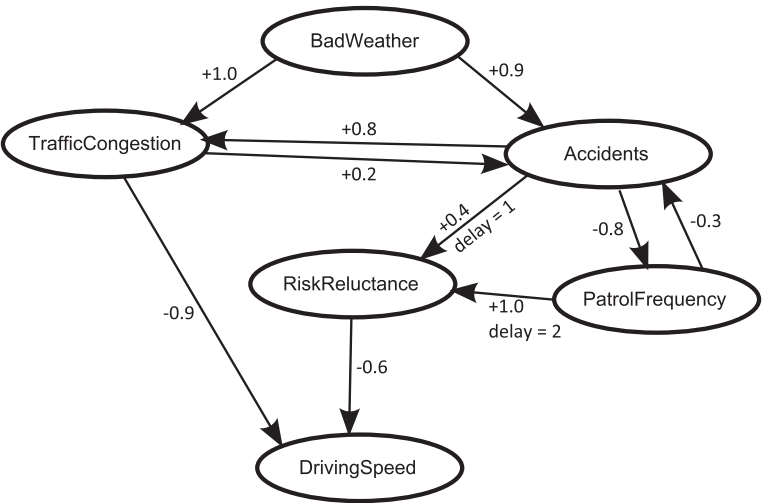 BadWeather
+1.0
+0.9
TrafficCongestion
+0.8
+0.2
Accidents
+0.4
delay = 1
-0.8
-0.3
RiskReluctance
+1.0
delay = 2
PatrolFrequency
-0.9
-0.6
DrivingSpeed